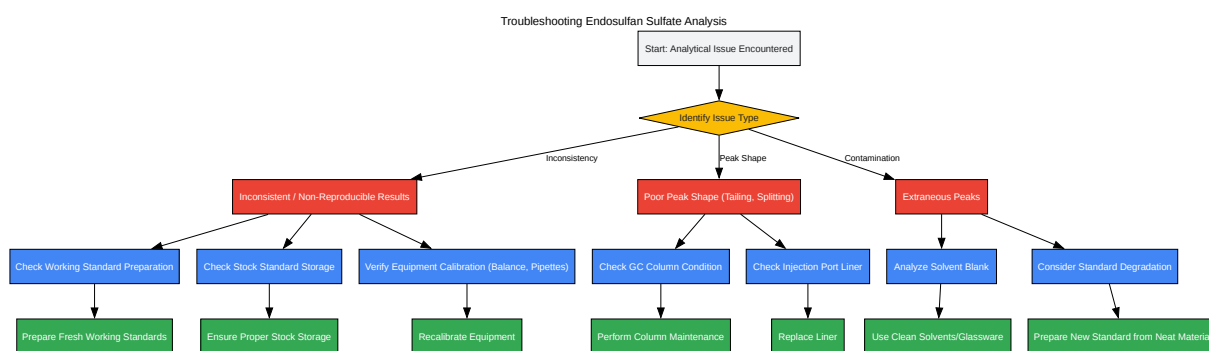 Troubleshooting Endosulfan Sulfate Analysis
Start: Analytical Issue Encountered
Identify Issue Type
Inconsistency
Peak Shape
Contamination
Inconsistent / Non-Reproducible Results
Poor Peak Shape (Tailing, Splitting)
Extraneous Peaks
Check Working Standard Preparation
Check Stock Standard Storage
Verify Equipment Calibration (Balance, Pipettes)
Check GC Column Condition
Check Injection Port Liner
Analyze Solvent Blank
Consider Standard Degradation
Prepare Fresh Working Standards
Ensure Proper Stock Storage
Recalibrate Equipment
Perform Column Maintenance
Replace Liner
Use Clean Solvents/Glassware
Prepare New Standard from Neat Materia